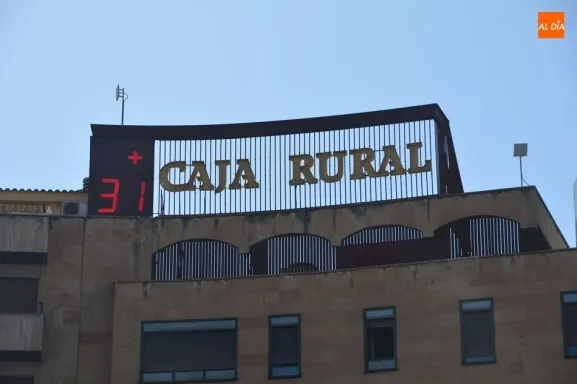 AL DÍA
+
31
CAJA RURAL